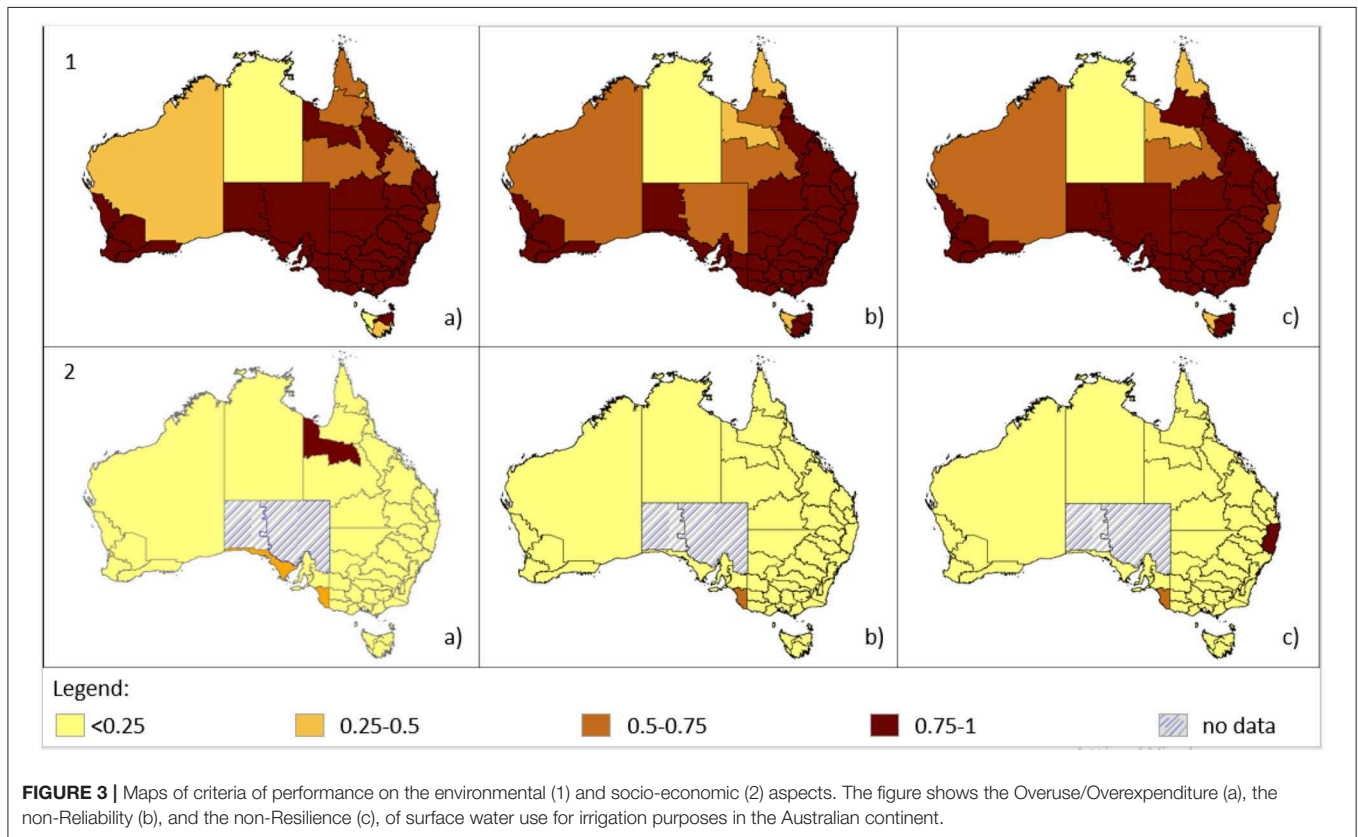 1
a)
b)
c)
2
a)
b)
c)
Legend:
<0.25
0.25-0.5
0.5-0.75
0.75-1
no data
FIGURE 3 | Maps of criteria of performance on the environmental (1) and socio-economic (2) aspects. The figure shows the Overuse/Overexpenditure (a), the
non-Reliability (b), and the non-Resilience (c), of surface water use for irrigation purposes in the Australian continent.